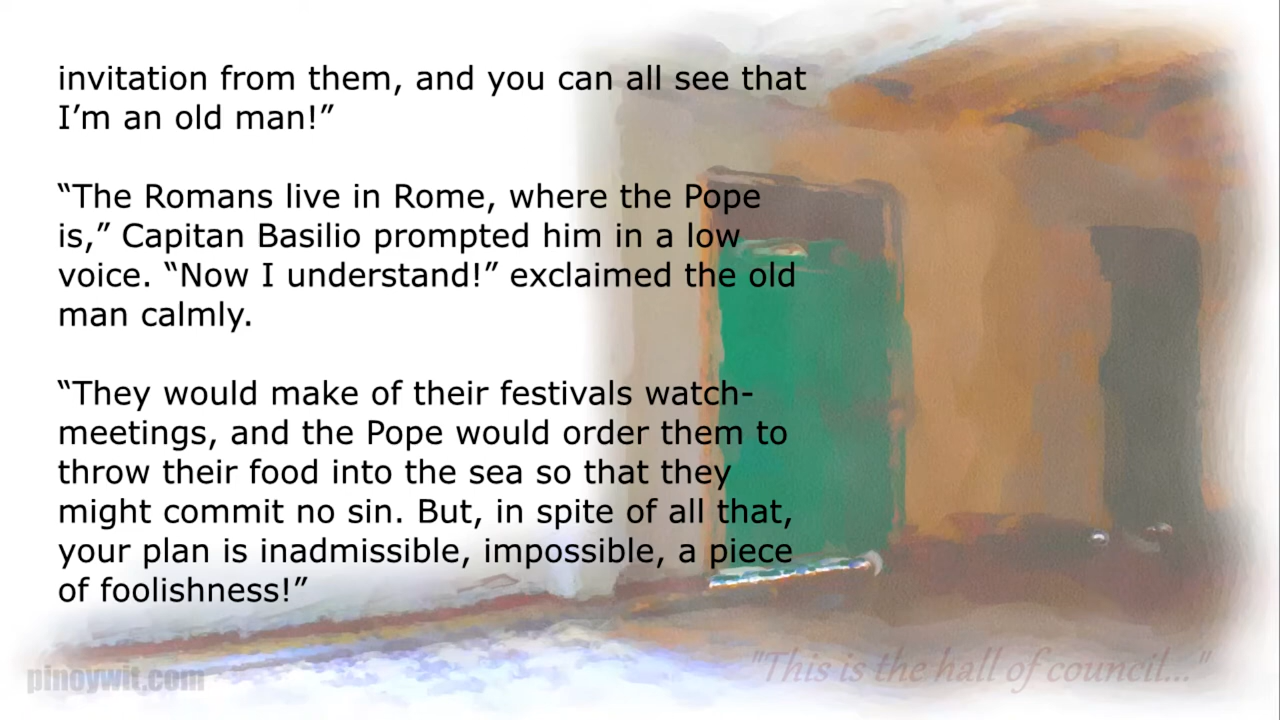 invitation from them, and you can all see that
I’m an old man!”
“The Romans live in Rome, where the Pope
is,” Capitan Basilio prompted him in a low
voice. “Now I understand!” exclaimed the old
man calmly.
“They would make of their festivals watch-
meetings, and the Pope would order them to
throw their food into the sea so that they
might commit no sin. But, in spite of all that,
your plan is inadmissible, impossible, a piece
of foolishness!”
"This is the hall of council..."
pinoywit.com